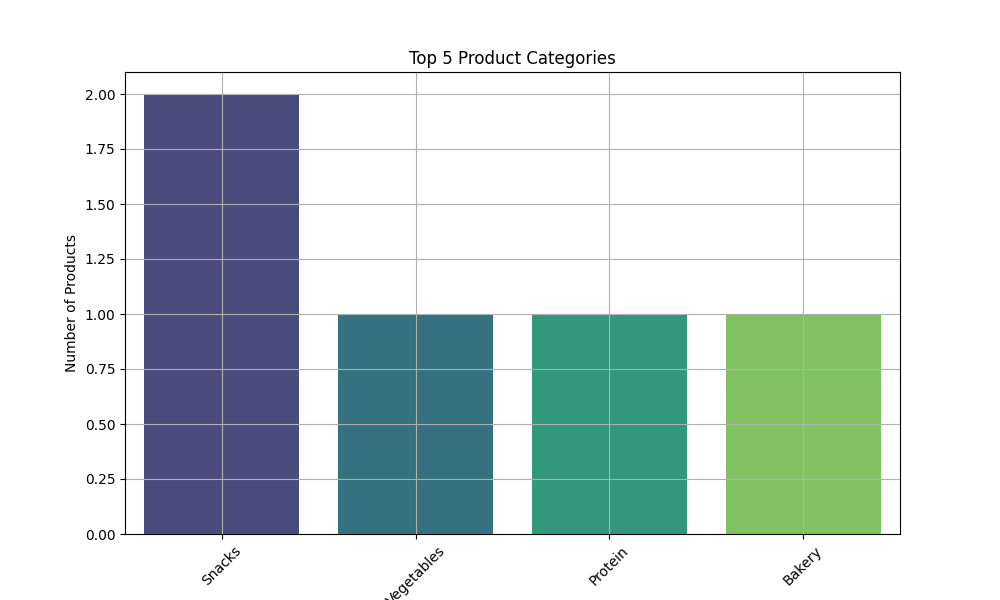 Top 5 Product Categories
Number of Products
2.00
1.75
1.50
1.25
1.00
0.75
0.50
0.25
0.00
Snacks
Vegetables
Protein
Bakery